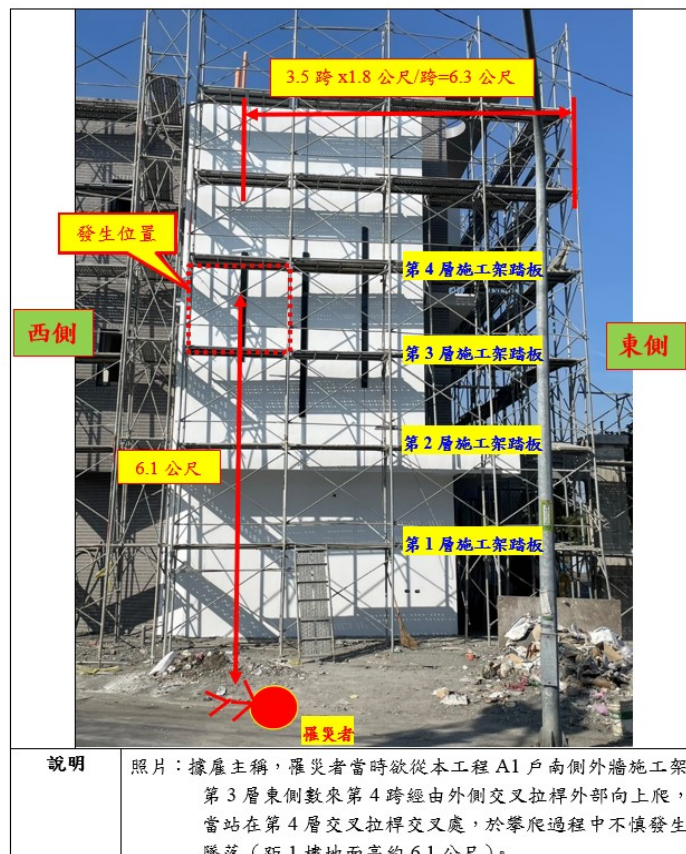 3.5 跨 x1.8 公尺/跨=6.3 公尺
發生位置
第 4 層施工架踏板
西側
第 3 層施工架踏板
東側
第 2 層施工架踏板
6.1 公尺
第 1 層施工架踏板
罹災者
說明
照片：據雇主稱，罹災者當時欲從本工程 A1 戶南側外牆施工架
第 3 層東側數來第 4 跨經由外側交叉拉桿外部向上爬，
當站在第 4 層交叉拉桿交叉處，於攀爬過程中不慎發生
墜落（距 1 樓地面高約 6.1 公尺）。